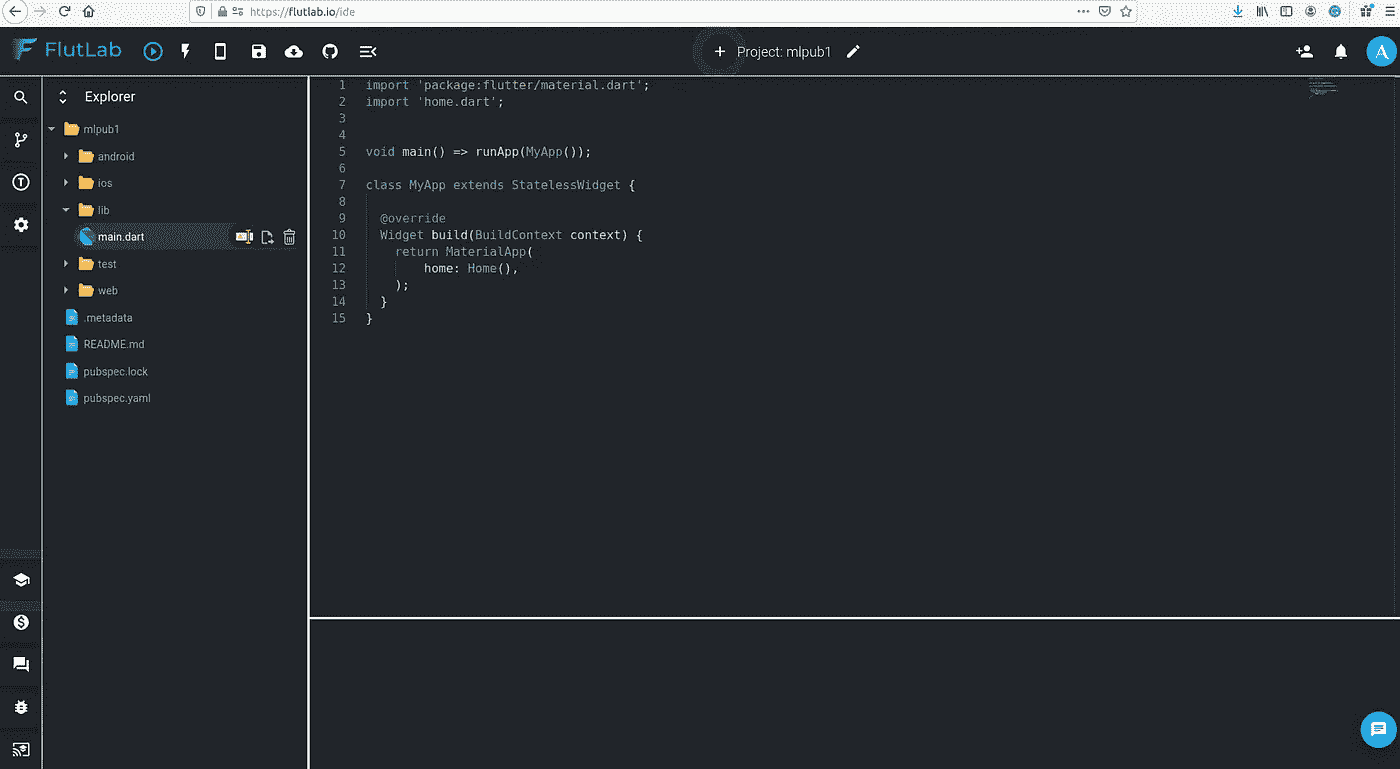 https://flutlab.io/ide
FlutLab
Project: mlpub1
A
Explorer
mlpub1
android
ios
lib
main.dart
test
web
.metadata
README.md
pubspec.lock
pubspec.yaml
1 import 'package:flutter/material.dart';
2 import 'home.dart';
3
4
5 void main() => runApp(MyApp());
6
7 class MyApp extends StatelessWidget {
8
9 @override
10 Widget build(BuildContext context) {
11 return MaterialApp(
12 home: Home(),
13 );
14 }
15 }